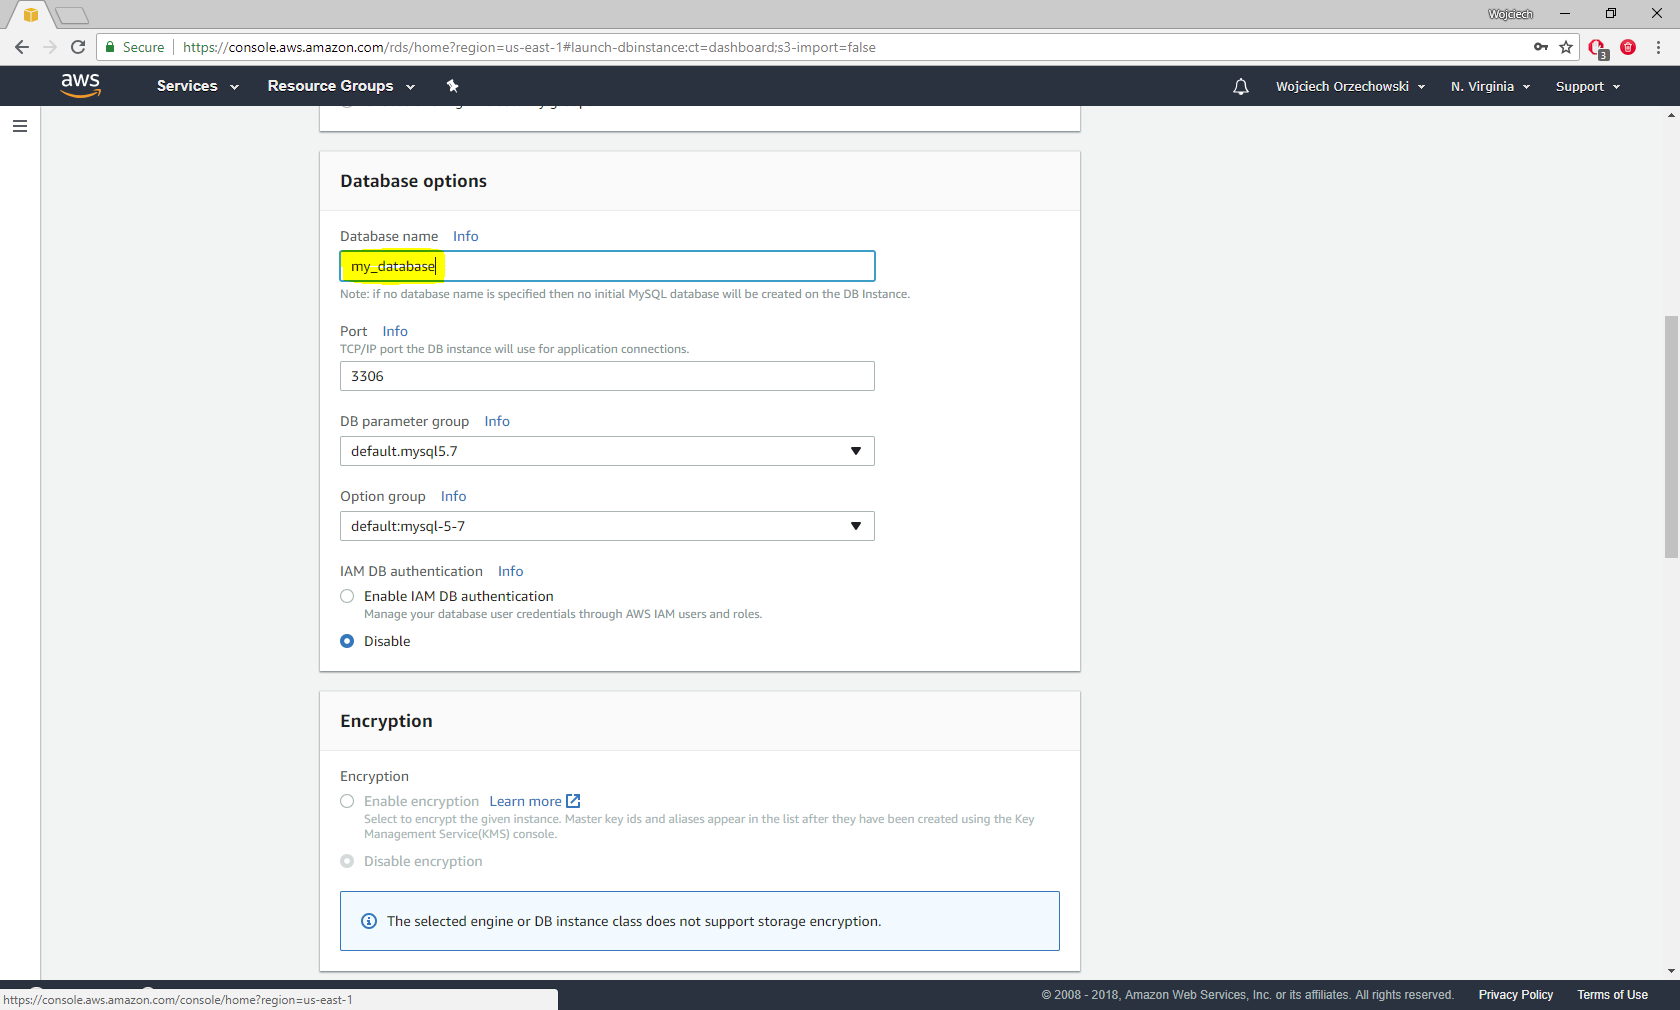 Wojciech
Secure
https://console.aws.amazon.com/rds/home?region=us-east-1#launch-dbinstance:ct=dashboard;s3-import=false
3
aws
Services
Resource Groups
Wojciech Orzechowski
N. Virginia
Support
Database options
Database name Info
my_database
Note: if no database name is specified then no initial MySQL database will be created on the DB Instance.
Port Info
TCP/IP port the DB instance will use for application connections.
3306
DB parameter group Info
default.mysql5.7
Option group Info
default:mysql-5-7
IAM DB authentication Info
Enable IAM DB authentication
Manage your database user credentials through AWS IAM users and roles.
Disable
Encryption
Encryption
Enable encryption Learn more
Select to encrypt the given instance. Master key ids and aliases appear in the list after they have been created using the Key
Management Service(KMS) console.
Disable encryption
The selected engine or DB instance class does not support storage encryption.
https://console.aws.amazon.com/console/home?region=us-east-1
© 2008 - 2018, Amazon Web Services, Inc. or its affiliates. All rights reserved.
Privacy Policy
Terms of Use